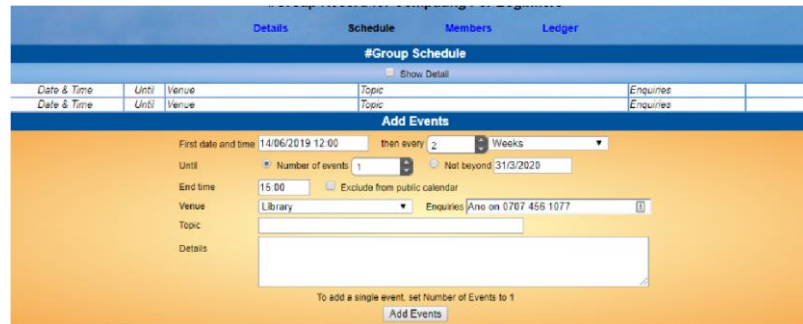 Details Schedule Members Ledger
#Group Schedule
Show Detail
Date & Time Until Venue Topic Enquiries
Date & Time Until Venue Topic Enquiries
Add Events
First date and time 14/06/2019 12:00 then every 2 Weeks
Until Number of events 1 Not beyond 31/3/2020
End time 15:00 Exclude from public calendar
Venue Library Enquiries Ano on 0707 456 1077
Topic
Details
To add a single event, set Number of Events to 1
Add Events